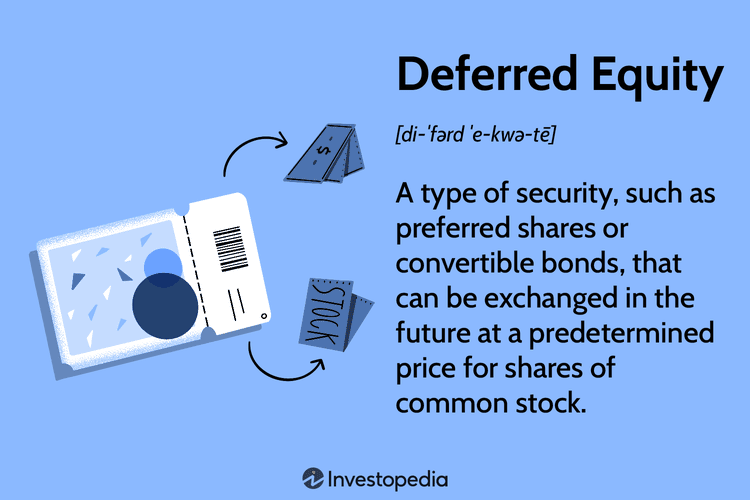 Deferred Equity
[di-ˈfərd ˈe-kwə-tē]
A type of security, such as
preferred shares or
convertible bonds, that
can be exchanged in the
future at a predetermined
price for shares of
common stock.
$
STOCK
Investopedia